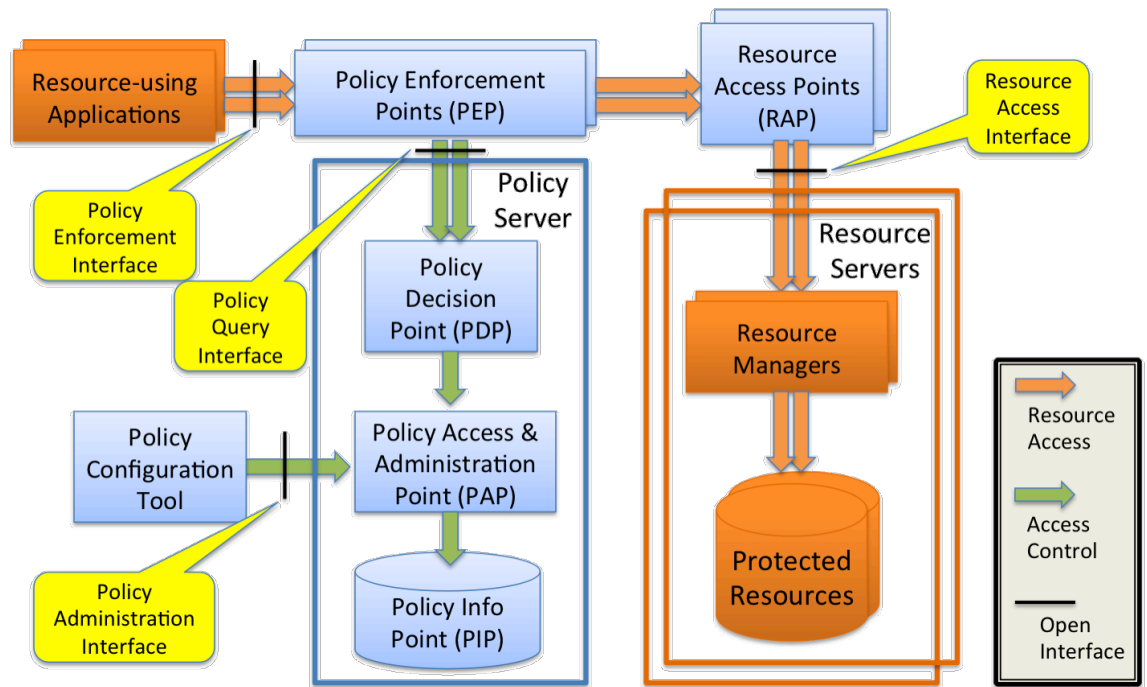 Resource-using
Applications
Policy Enforcement
Points (PEP)
Resource
Access Points
(RAP)
Resource
Access
Interface
Policy
Enforcement
Interface
Policy
Server
Policy
Query
Interface
Policy
Decision
Point (PDP)
Resource
Servers
Resource
Managers
Policy
Configuration
Tool
Policy Access &
Administration
Point (PAP)
Policy
Administration
Interface
Policy Info
Point (PIP)
Protected
Resources
Resource
Access
Access
Control
Open
Interface